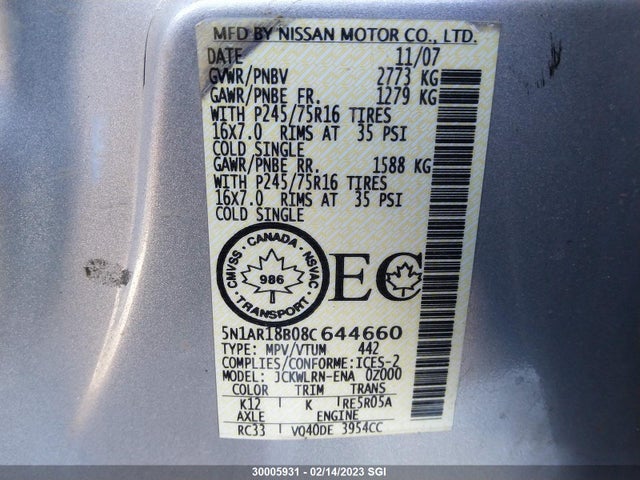 MFD BY NISSAN MOTOR CO., LTD.
DATE 11/07
GVWR/PNBV 2773 KG
GAWR/PNBE FR. 1279 KG
WITH P245/75R16 TIRES
16X7.0 RIMS AT 35 PSI
COLD SINGLE
GAWR/PNBE RR. 1588 KG
WITH P245/75R16 TIRES
16X7.0 RIMS AT 35 PSI
COLD SINGLE
CMVSS · CANADA · NSVAC
986
TRANSPORT
EC
5N1AR18B08C644660
TYPE: MPV/VTUM 442
COMPLIES/CONFORME:ICES-2
MODEL: JCKWLRN-ENA 0Z000
COLOR TRIM TRANS
K12 K RE5R05A
AXLE ENGINE
RC33 VQ40DE 3954CC
30005931 - 02/14/2023 SGI